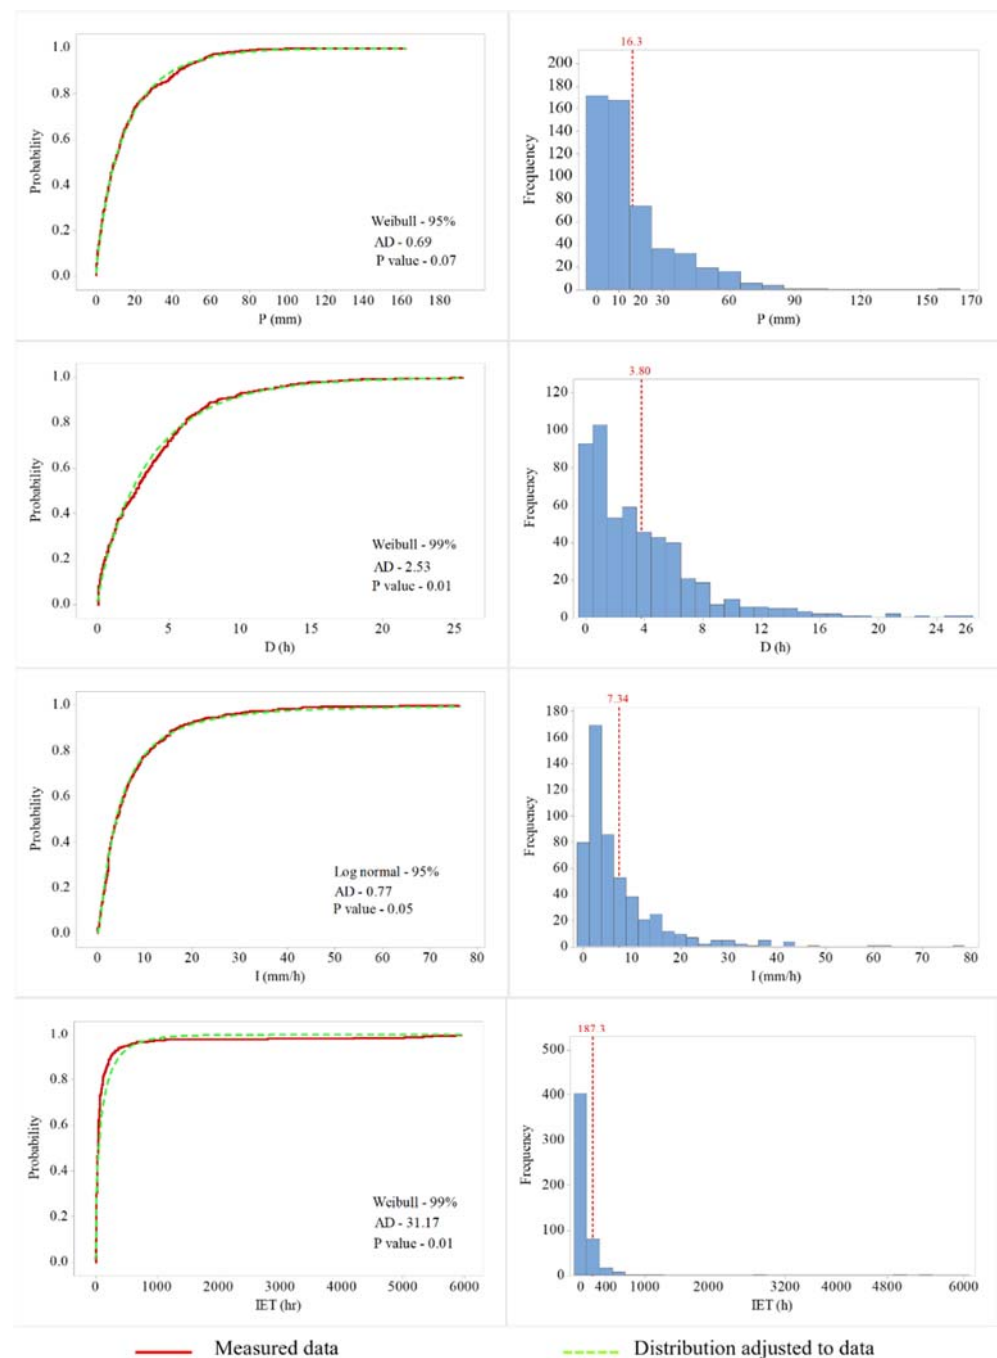 16.3
1.0
0.8
0.6
0.4
0.2
0.0
Probability
Weibull - 95%
AD - 0.69
P value - 0.07
0 20 40 60 80 100 120 140 160 180
P (mm)
200
180
160
140
120
100
80
60
40
20
0
Frequency
0 10 20 30 60 90 120 150 170
P (mm)
3.80
1.0
0.8
0.6
0.4
0.2
0.0
Probability
Weibull - 99%
AD - 2.53
P value - 0.01
0 5 10 15 20 25
D (h)
120
100
80
60
40
20
0
Frequency
0 4 8 12 16 20 24 26
D (h)
7.34
1.0
0.8
0.6
0.4
0.2
0.0
Probability
Log normal - 95%
AD - 0.77
P value - 0.05
0 10 20 30 40 50 60 70 80
I (mm/h)
180
160
140
120
100
80
60
40
20
0
Frequency
0 10 20 30 40 50 60 70 80
I (mm/h)
187.3
1.0
0.8
0.6
0.4
0.2
0.0
Probability
Weibull - 99%
AD - 31.17
P value - 0.01
0 1000 2000 3000 4000 5000 6000
IET (hr)
500
400
300
200
100
0
Frequency
0 400 1000 2000 3200 4000 4800 6000
IET (h)
Measured data
Distribution adjusted to data